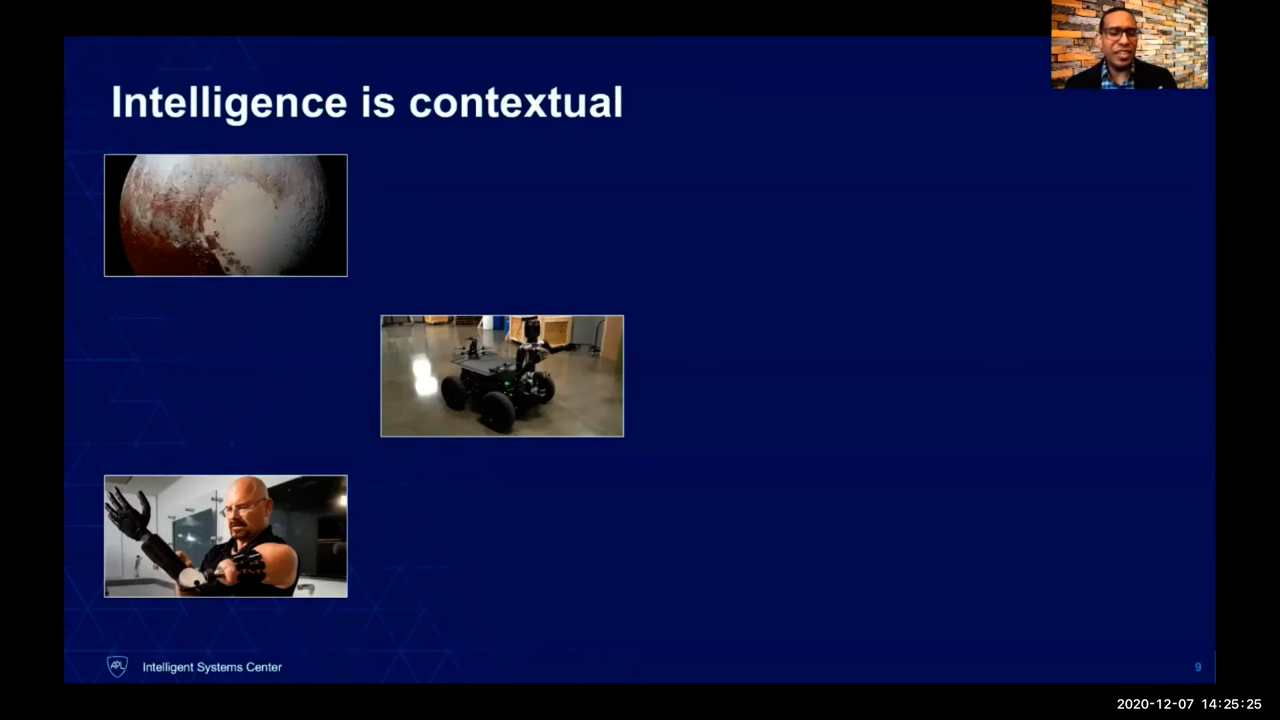 Intelligence is contextual
APL
Intelligent Systems Center
9
2020-12-07 14:25:25